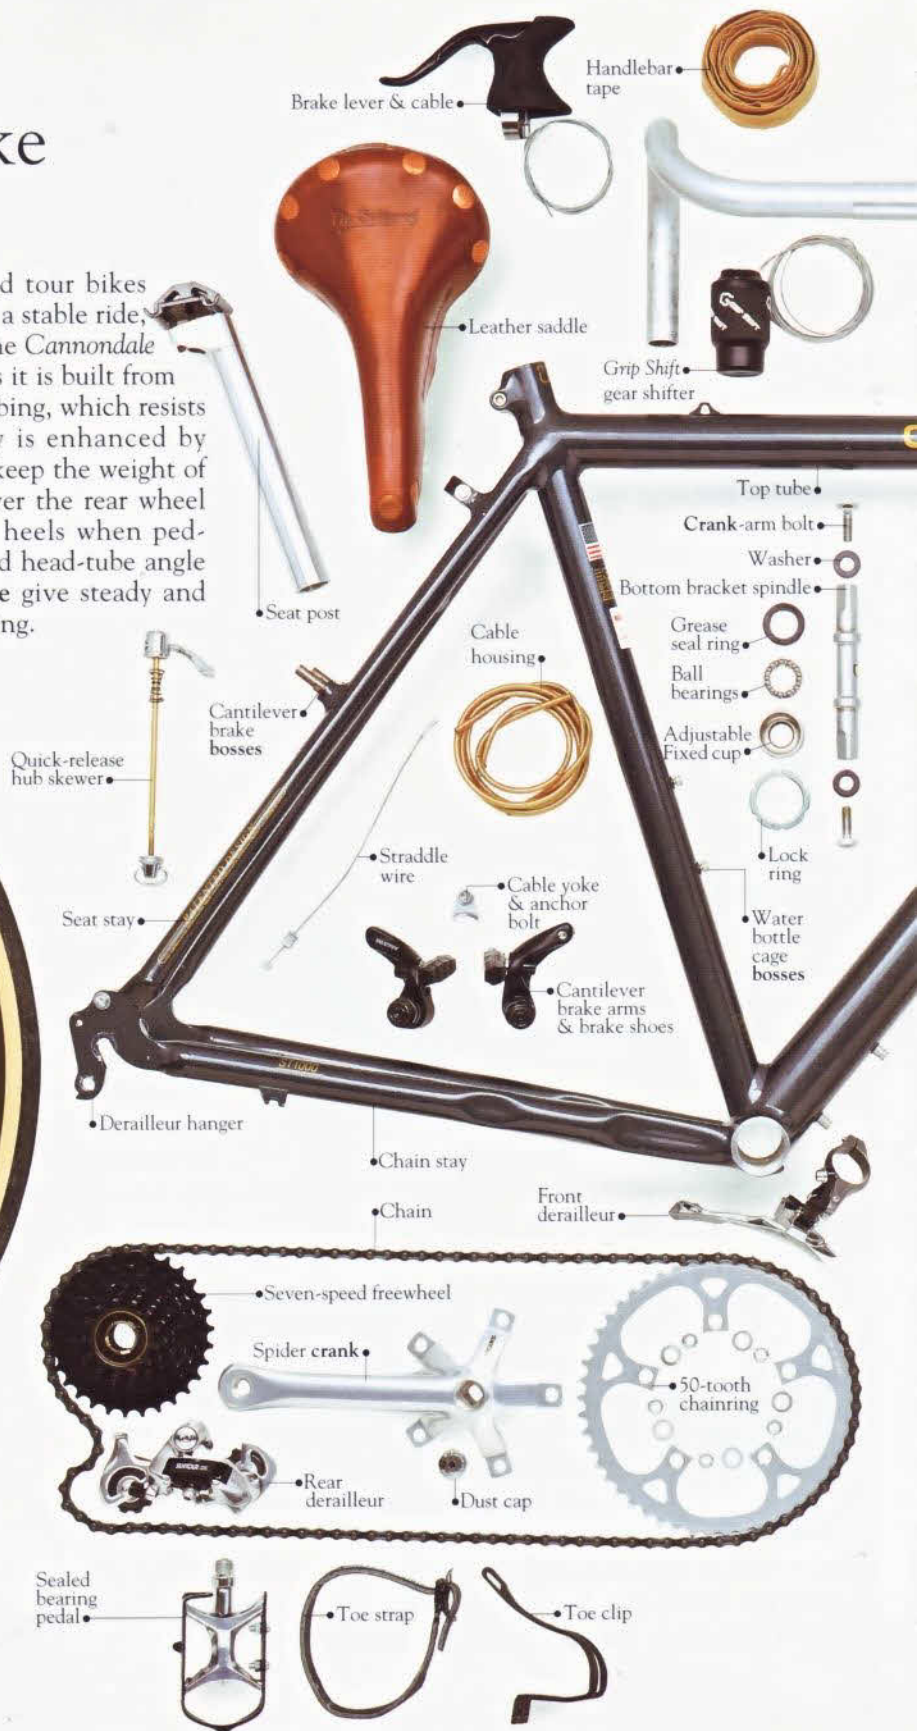 ke
Brake lever & cable
Handlebar
tape
d tour bikes
a stable ride,
ne Cannondale
s it is built from
bing, which resists
y is enhanced by
keep the weight of
ver the rear wheel
heels when ped-
d head-tube angle
e give steady and
ng.
Leather saddle
Grip Shift
gear shifter
Top tube
Crank-arm bolt
Washer
Bottom bracket spindle
Seat post
Cable
housing
Grease
seal ring
Ball
bearings
Adjustable
Fixed cup
Cantilever
brake
bosses
Quick-release
hub skewer
Lock
ring
Straddle
wire
Cable yoke
& anchor
bolt
Seat stay
Water
bottle
cage
bosses
Cantilever
brake arms
& brake shoes
ST1000
Derailleur hanger
Chain stay
Front
derailleur
Chain
Seven-speed freewheel
Spider crank
50-tooth
chainring
Rear
derailleur
Dust cap
Sealed
bearing
pedal
Toe strap
Toe clip